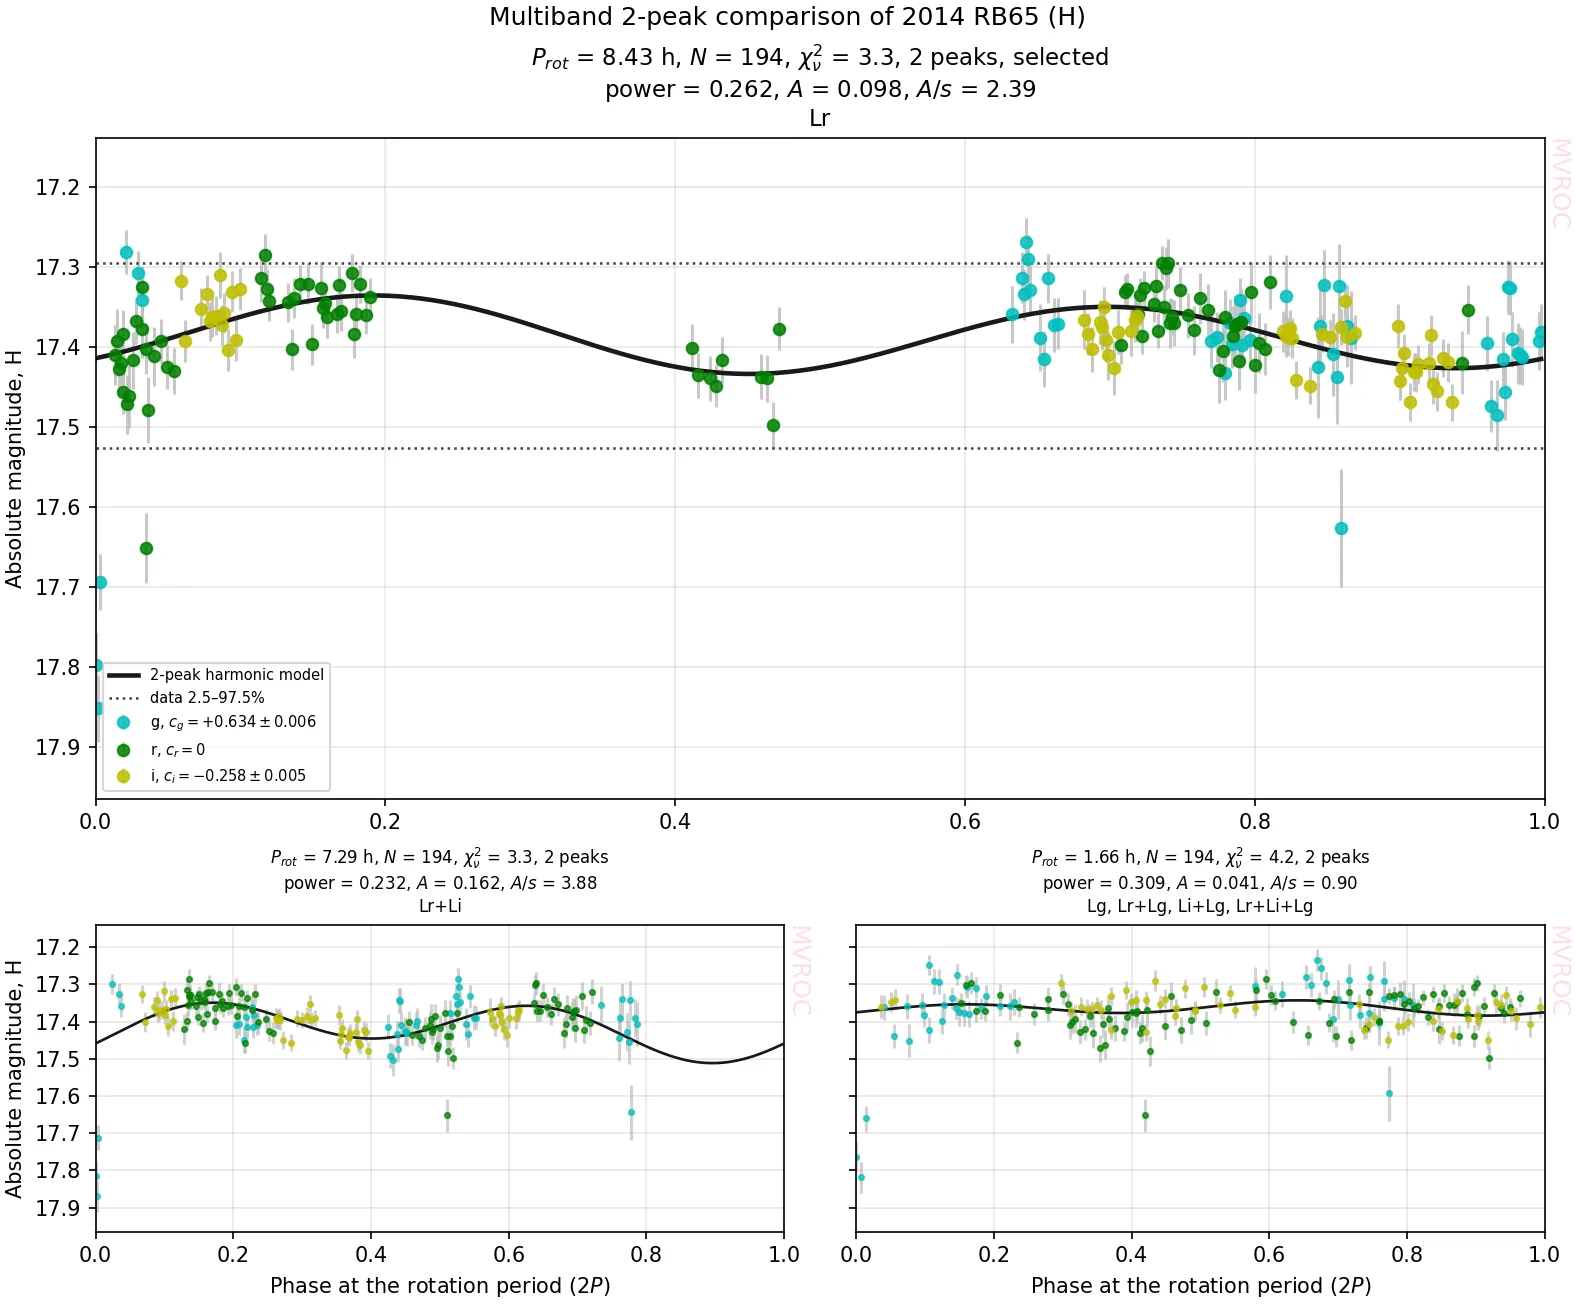 Multiband 2-peak comparison of 2014 RB65 (H)
P_rot = 8.43 h, N = 194, χ²_ν = 3.3, 2 peaks, selected
power = 0.262, A = 0.098, A/s = 2.39
Lr
MVROC
Absolute magnitude, H
17.2
17.3
17.4
17.5
17.6
17.7
17.8
17.9
2-peak harmonic model
data 2.5–97.5%
g, c_g = +0.634 ± 0.006
r, c_r = 0
i, c_i = −0.258 ± 0.005
0.0 0.2 0.4 0.6 0.8 1.0
P_rot = 7.29 h, N = 194, χ²_ν = 3.3, 2 peaks
power = 0.232, A = 0.162, A/s = 3.88
Lr+Li
MVROC
Absolute magnitude, H
17.2
17.3
17.4
17.5
17.6
17.7
17.8
17.9
0.0 0.2 0.4 0.6 0.8 1.0
Phase at the rotation period (2P)
P_rot = 1.66 h, N = 194, χ²_ν = 4.2, 2 peaks
power = 0.309, A = 0.041, A/s = 0.90
Lg, Lr+Lg, Li+Lg, Lr+Li+Lg
MVROC
0.0 0.2 0.4 0.6 0.8 1.0
Phase at the rotation period (2P)